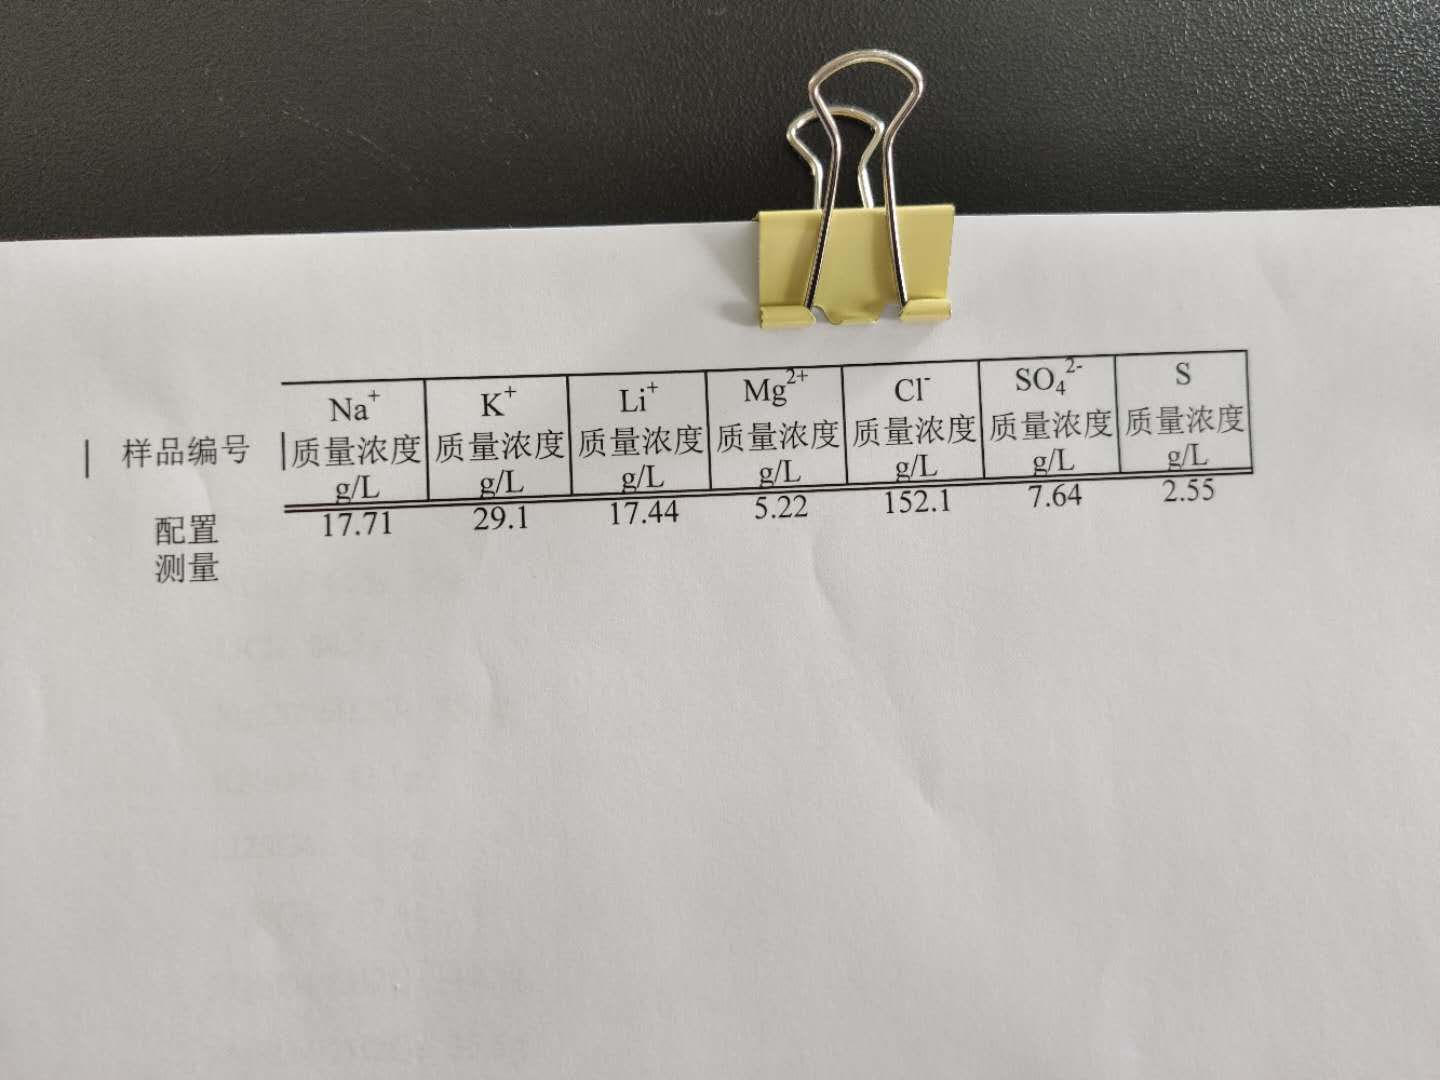 样品编号 Na⁺ 质量浓度 g/L K⁺ 质量浓度 g/L Li⁺ 质量浓度 g/L Mg²⁺ 质量浓度 g/L Cl⁻ 质量浓度 g/L SO₄²⁻ 质量浓度 g/L S 质量浓度 g/L
配置 17.71 29.1 17.44 5.22 152.1 7.64 2.55
测量